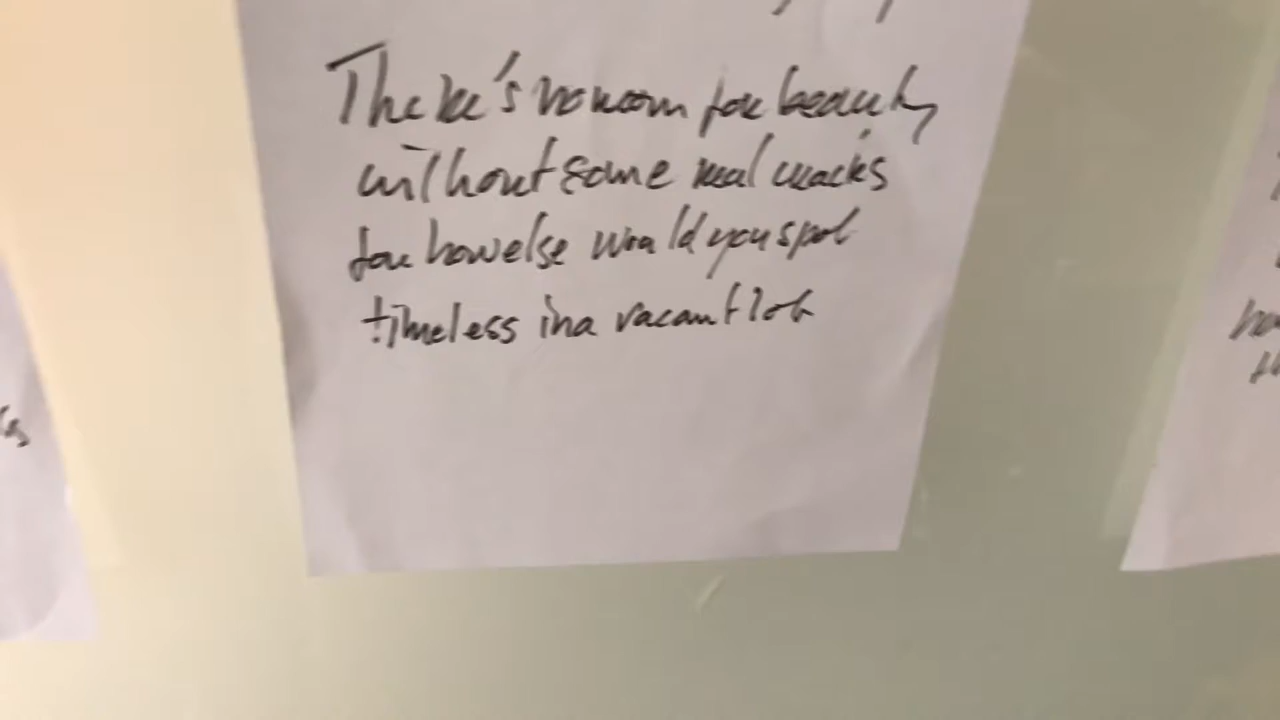 There's no room for beauty
without some real cracks
for how else would you spot
timeless in a vacant lot